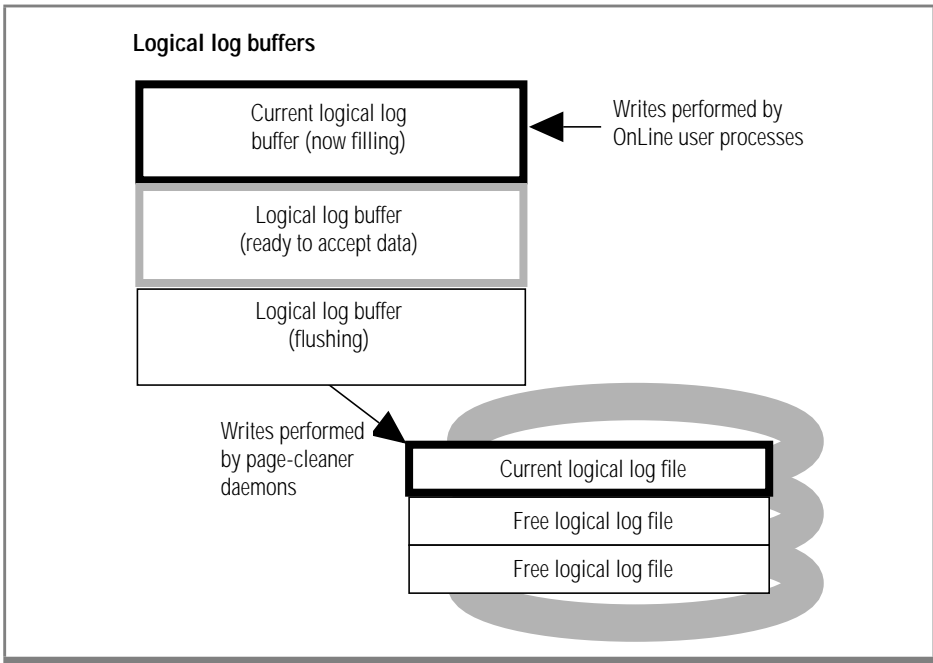 Logical log buffers
Current logical log
buffer (now filling)
Writes performed by
OnLine user processes
Logical log buffer
(ready to accept data)
Logical log buffer
(flushing)
Writes performed
by page-cleaner
daemons
Current logical log file
Free logical log file
Free logical log file